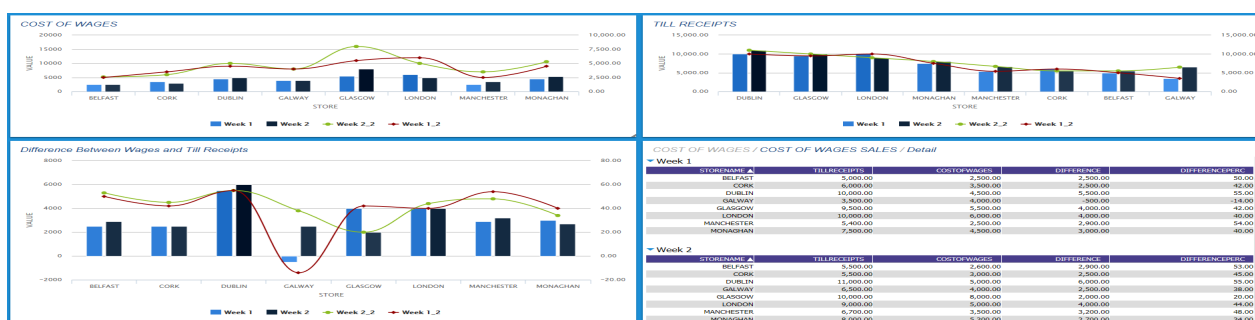 COST OF WAGES
20000 10,000.00
15000 7,500.00
10000 5,000.00
5000 2,500.00
0 0.00
VALUE
BELFAST CORK DUBLIN GALWAY GLASGOW LONDON MANCHESTER MONAGHAN
STORE
Week 1 Week 2 Week 2_2 Week 1_2
TILL RECEIPTS
15,000.00 15,000.00
10,000.00 10,000.00
5,000.00 5,000.00
0.00 0.00
VALUE
DUBLIN GLASGOW LONDON MONAGHAN MANCHESTER CORK BELFAST GALWAY
STORE
Week 1 Week 2 Week 2_2 Week 1_2
Difference Between Wages and Till Receipts
8000 80.00
6000 60.00
4000 40.00
2000 20.00
0 0.00
−2000 −20.00
VALUE
BELFAST CORK DUBLIN GALWAY GLASGOW LONDON MANCHESTER MONAGHAN
STORE
Week 1 Week 2 Week 2_2 Week 1_2
COST OF WAGES / COST OF WAGES SALES / Detail
Week 1
STORENAME TILLRECEIPTS COSTOFWAGES DIFFERENCE DIFFERENCEPERC
BELFAST 5,000.00 2,500.00 2,500.00 50.00
CORK 6,000.00 3,500.00 2,500.00 42.00
DUBLIN 10,000.00 4,500.00 5,500.00 55.00
GALWAY 3,500.00 4,000.00 -500.00 -14.00
GLASGOW 9,500.00 5,500.00 4,000.00 42.00
LONDON 10,000.00 6,000.00 4,000.00 40.00
MANCHESTER 5,400.00 2,500.00 2,900.00 54.00
MONAGHAN 7,500.00 4,500.00 3,000.00 40.00
Week 2
STORENAME TILLRECEIPTS COSTOFWAGES DIFFERENCE DIFFERENCEPERC
BELFAST 5,500.00 2,600.00 2,900.00 53.00
CORK 5,500.00 3,000.00 2,500.00 45.00
DUBLIN 11,000.00 5,000.00 6,000.00 55.00
GALWAY 6,500.00 4,000.00 2,500.00 38.00
GLASGOW 10,000.00 8,000.00 2,000.00 20.00
LONDON 9,000.00 5,000.00 4,000.00 44.00
MANCHESTER 6,700.00 3,500.00 3,200.00 48.00
MONAGHAN 8,000.00 5,300.00 2,700.00 34.00